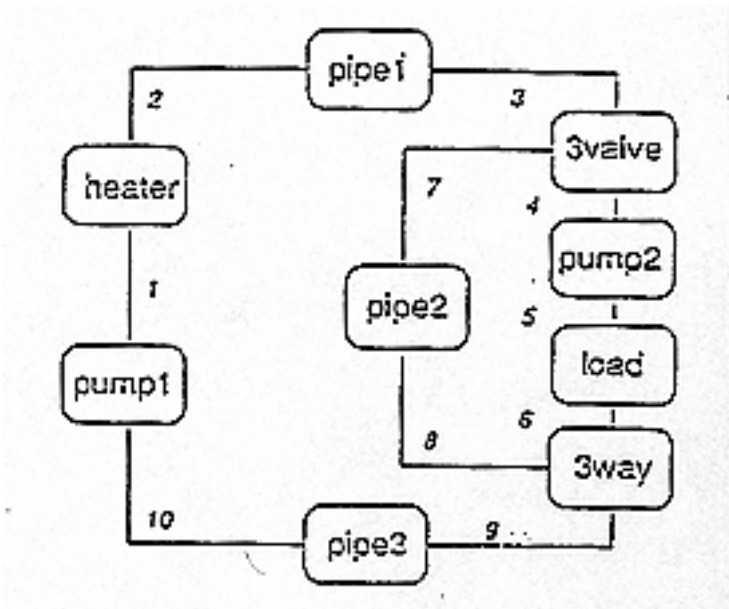 pipe1
2
3
3valve
heater
7
4
pump2
1
pipe2
5
load
pump1
6
8
3way
10
pipe3
9